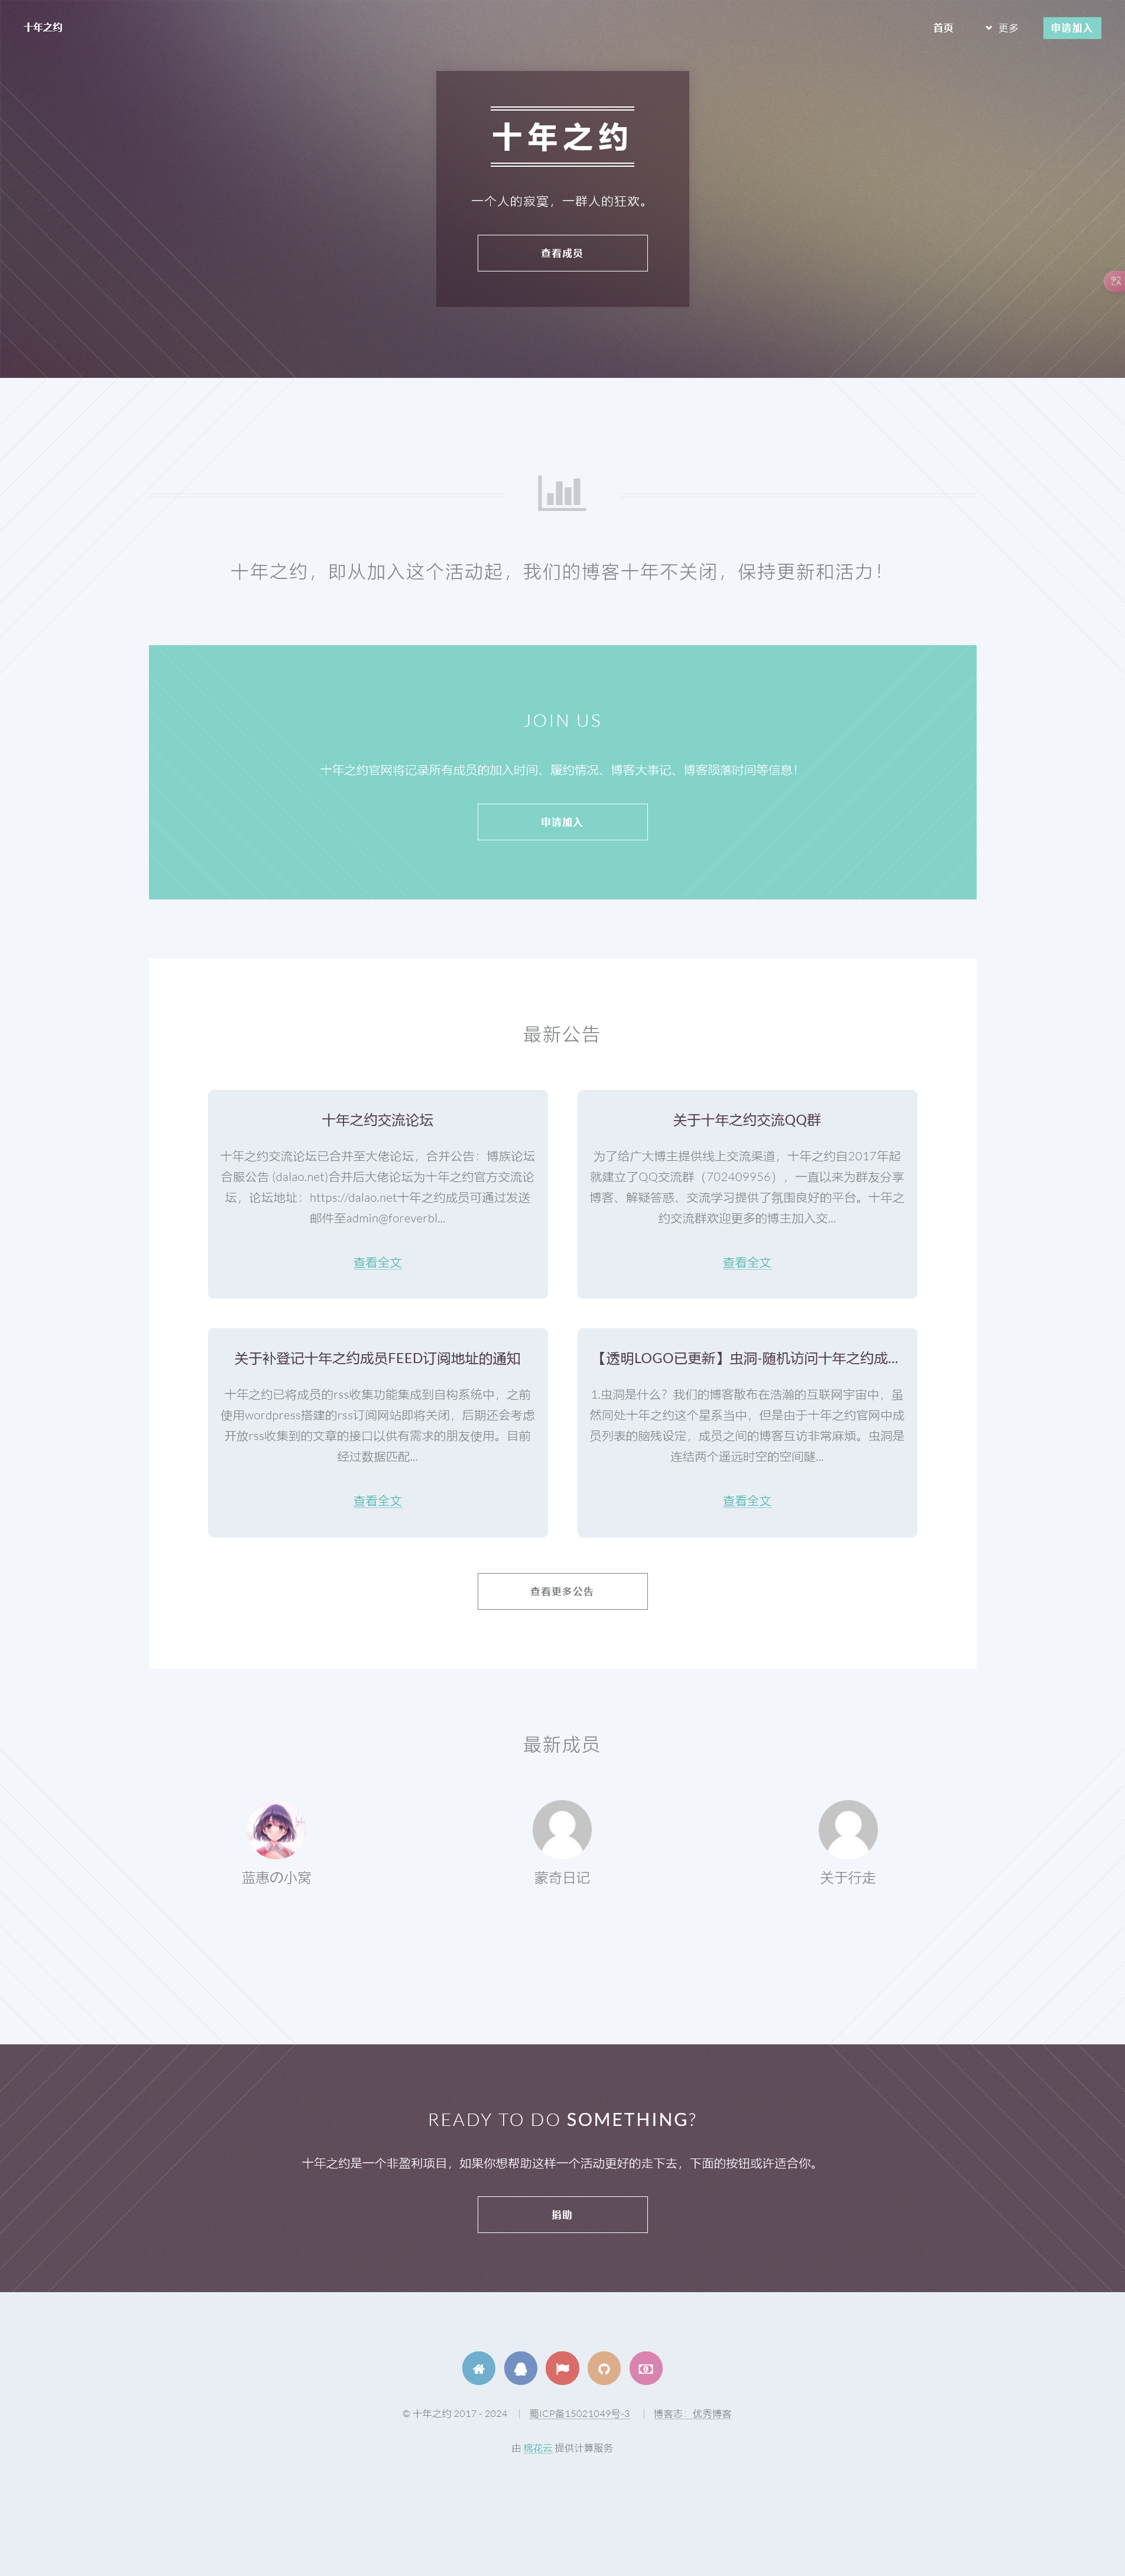 十年之约
首页
更多
申请加入
十年之约
一个人的寂寞，一群人的狂欢。
查看成员
十年之约，即从加入这个活动起，我们的博客十年不关闭，保持更新和活力！
JOIN US
十年之约官网将记录所有成员的加入时间、履约情况、博客大事记、博客陨落时间等信息！
申请加入
最新公告
十年之约交流论坛
十年之约交流论坛已合并至大佬论坛，合并公告：博族论坛
合服公告 (dalao.net)合并后大佬论坛为十年之约官方交流论
坛，论坛地址：https://dalao.net十年之约成员可通过发送
邮件至admin@foreverbl...
查看全文
关于十年之约交流QQ群
为了给广大博主提供线上交流渠道，十年之约自2017年起
就建立了QQ交流群（702409956），一直以来为群友分享
博客、解疑答惑、交流学习提供了氛围良好的平台。十年之
约交流群欢迎更多的博主加入交...
查看全文
关于补登记十年之约成员FEED订阅地址的通知
十年之约已将成员的rss收集功能集成到自构系统中，之前
使用wordpress搭建的rss订阅网站即将关闭，后期还会考虑
开放rss收集到的文章的接口以供有需求的朋友使用。目前
经过数据匹配...
查看全文
【透明LOGO已更新】虫洞-随机访问十年之约成...
1.虫洞是什么？我们的博客散布在浩瀚的互联网宇宙中，虽
然同处十年之约这个星系当中，但是由于十年之约官网中成
员列表的脑残设定，成员之间的博客互访非常麻烦。虫洞是
连结两个遥远时空的空间隧...
查看全文
查看更多公告
最新成员
蓝惠の小窝
蒙奇日记
关于行走
READY TO DO SOMETHING?
十年之约是一个非盈利项目，如果你想帮助这样一个活动更好的走下去，下面的按钮或许适合你。
捐助
© 十年之约 2017 - 2024 | 蜀ICP备15021049号-3 | 博客志：优秀博客
由 棉花云 提供计算服务